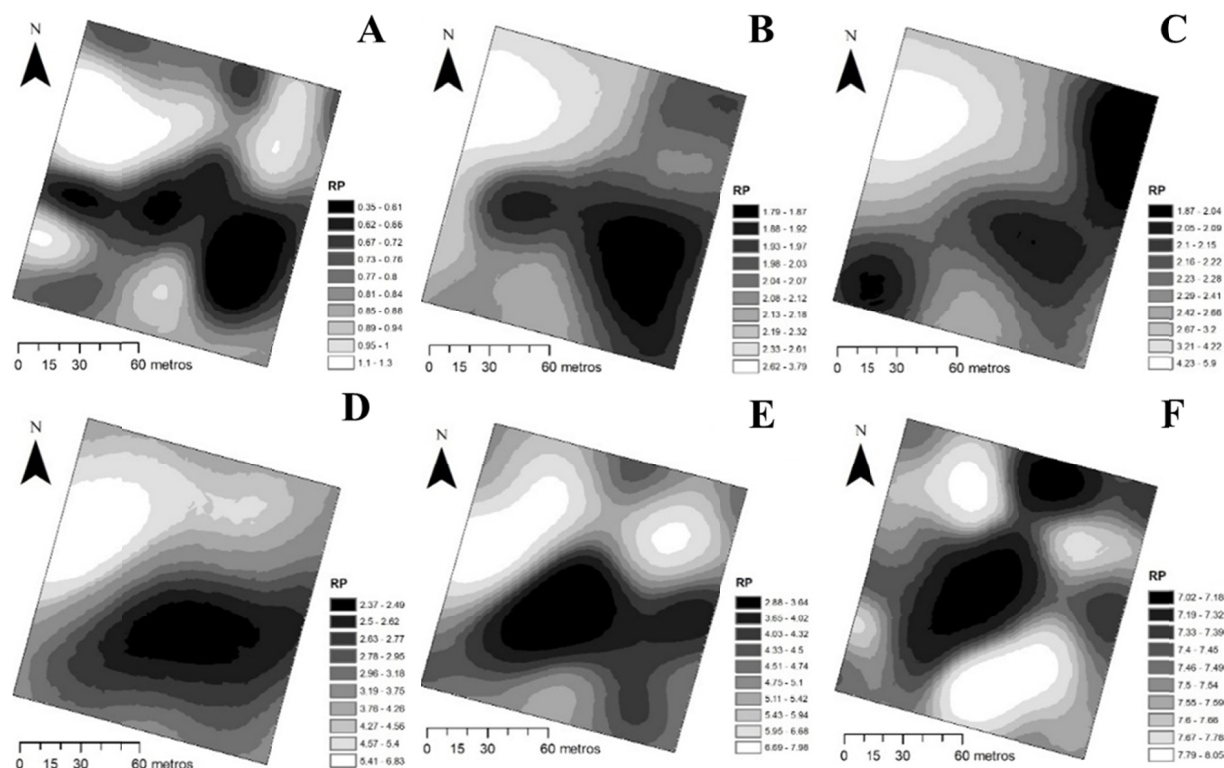 N
A
RP
0.35 - 0.61
0.62 - 0.66
0.67 - 0.72
0.73 - 0.76
0.77 - 0.8
0.81 - 0.84
0.85 - 0.88
0.89 - 0.94
0.95 - 1
1.1 - 1.3
0 15 30 60 metros
N
B
RP
1.79 - 1.87
1.88 - 1.92
1.93 - 1.97
1.98 - 2.03
2.04 - 2.07
2.08 - 2.12
2.13 - 2.18
2.19 - 2.32
2.33 - 2.61
2.62 - 3.79
0 15 30 60 metros
N
C
RP
1.87 - 2.04
2.05 - 2.09
2.1 - 2.15
2.16 - 2.22
2.23 - 2.28
2.29 - 2.41
2.42 - 2.66
2.67 - 3.2
3.21 - 4.22
4.23 - 5.9
0 15 30 60 metros
N
D
RP
2.37 - 2.49
2.5 - 2.62
2.63 - 2.77
2.78 - 2.95
2.96 - 3.18
3.19 - 3.75
3.76 - 4.26
4.27 - 4.56
4.57 - 5.4
5.41 - 6.83
0 15 30 60 metros
N
E
RP
2.88 - 3.64
3.65 - 4.02
4.03 - 4.32
4.33 - 4.5
4.51 - 4.74
4.75 - 5.1
5.11 - 5.42
5.43 - 5.94
5.95 - 6.68
6.69 - 7.98
0 15 30 60 metros
N
F
RP
7.02 - 7.18
7.19 - 7.32
7.33 - 7.39
7.4 - 7.45
7.46 - 7.49
7.5 - 7.54
7.55 - 7.59
7.6 - 7.66
7.67 - 7.78
7.79 - 8.05
0 15 30 60 metros